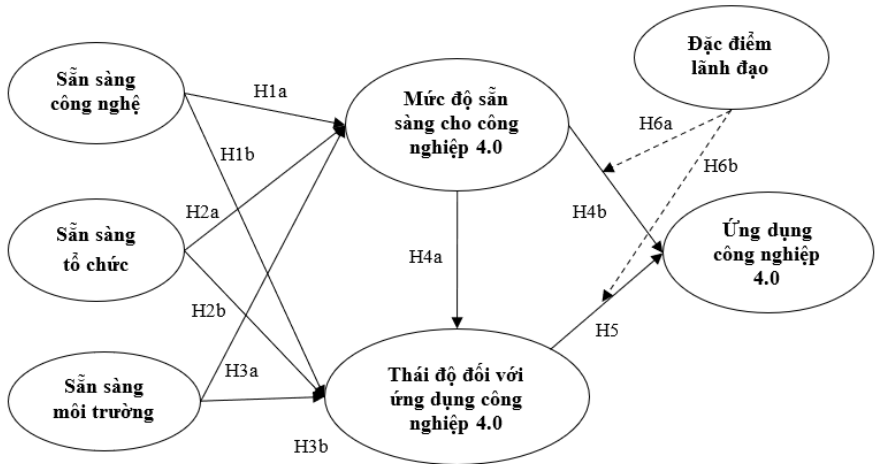 Sẵn sàng
công nghệ
H1a
H1b
Mức độ sẵn
sàng cho công
nghiệp 4.0
Đặc điểm
lãnh đạo
H6a
H6b
Sẵn sàng
tổ chức
H2a
H2b
H4a
H4b
Ứng dụng
công nghiệp
4.0
H5
Sẵn sàng
môi trường
H3a
H3b
Thái độ đối với
ứng dụng công
nghiệp 4.0